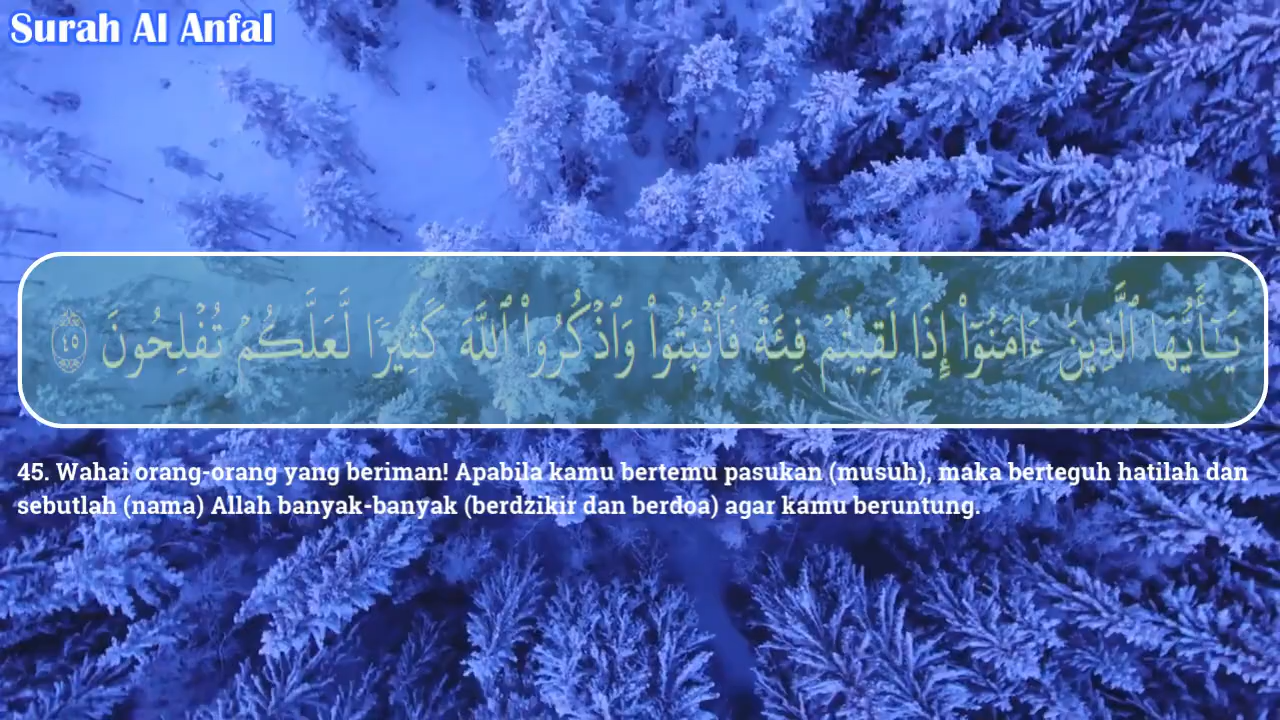 Surah Al Anfal
يَـٰٓأَيُّهَا ٱلَّذِينَ ءَامَنُوٓا۟ إِذَا لَقِيتُمْ فِئَةً فَٱثْبُتُوا۟ وَٱذْكُرُوا۟ ٱللَّهَ كَثِيرًا لَّعَلَّكُمْ تُفْلِحُونَ ٤٥
45. Wahai orang-orang yang beriman! Apabila kamu bertemu pasukan (musuh), maka berteguh hatilah dan
sebutlah (nama) Allah banyak-banyak (berdzikir dan berdoa) agar kamu beruntung.